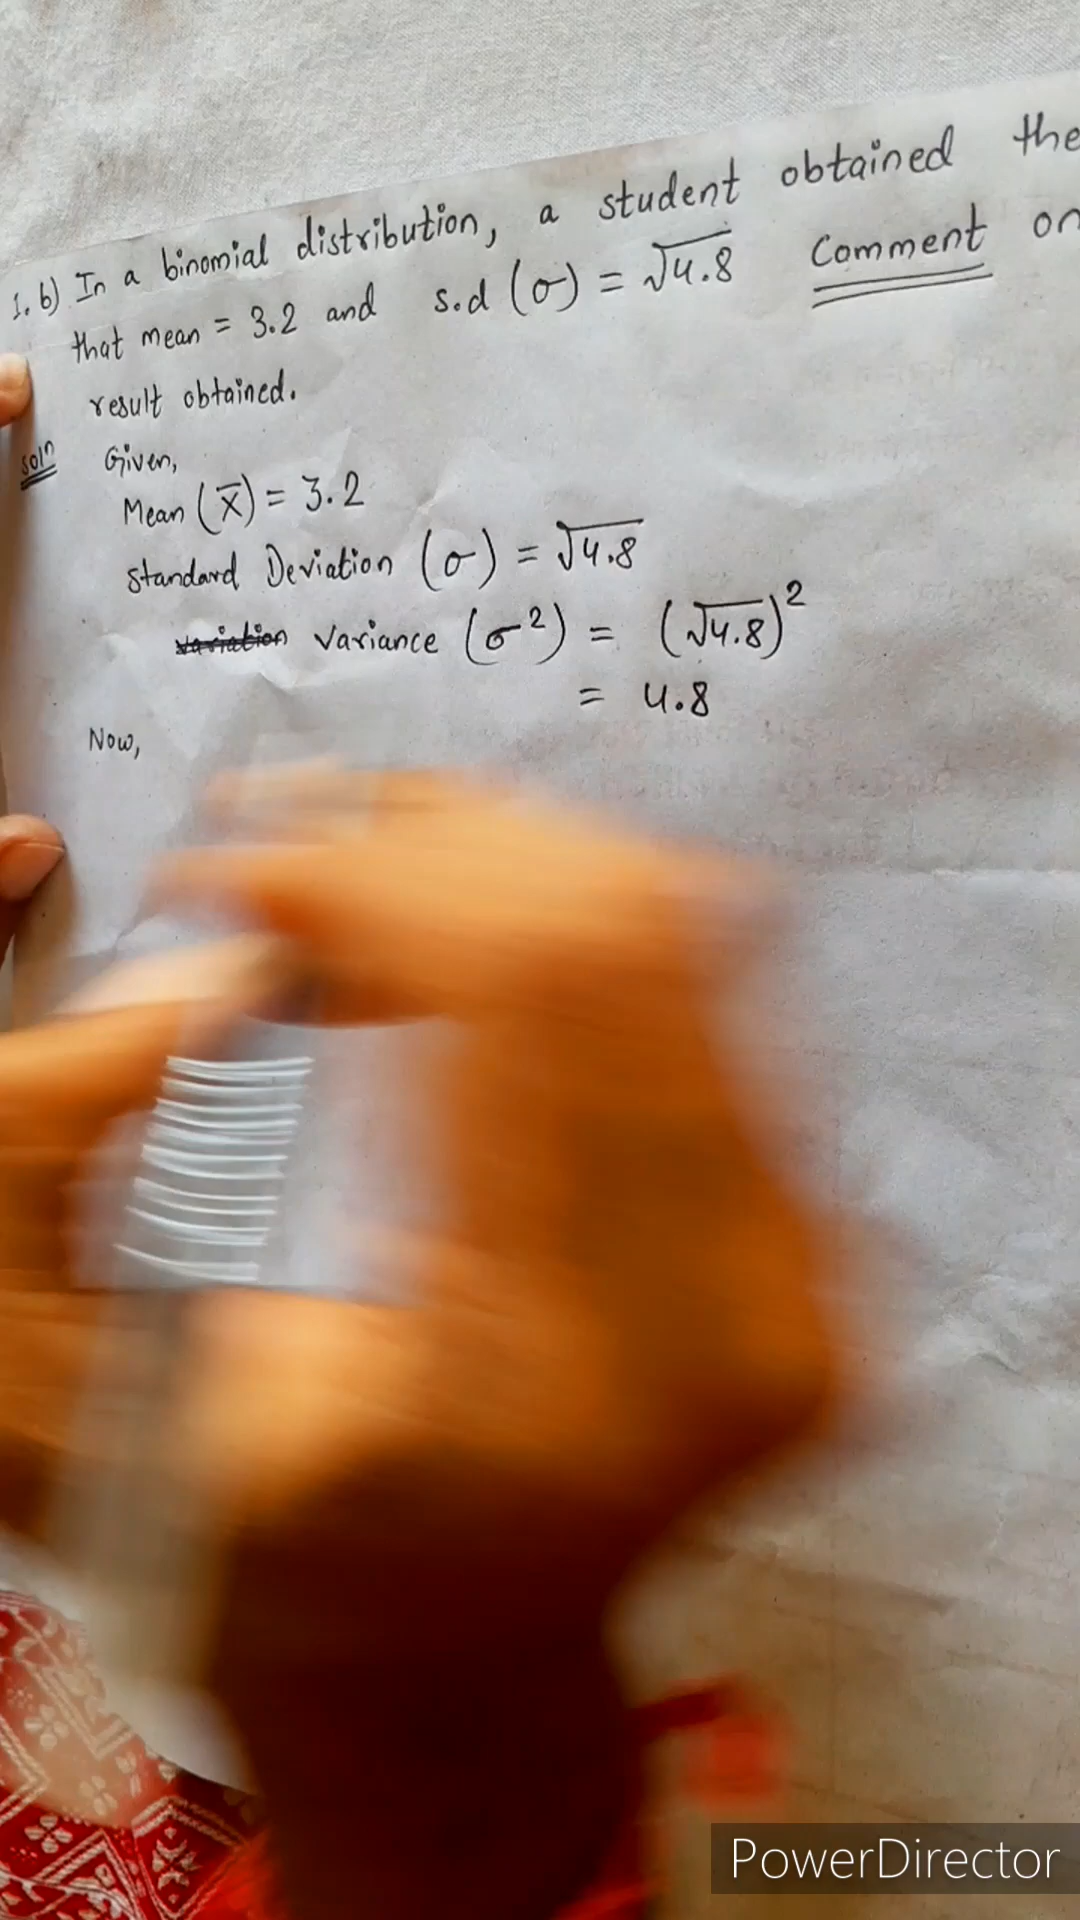 1. b) In a binomial distribution, a student obtained the
that mean = 3.2 and s.d (σ) = √4.8 Comment on
result obtained.
Soln Given,
Mean (x̅) = 3.2
Standard Deviation (σ) = √4.8
variation variance (σ²) = (√4.8)²
= 4.8
Now,
PowerDirector